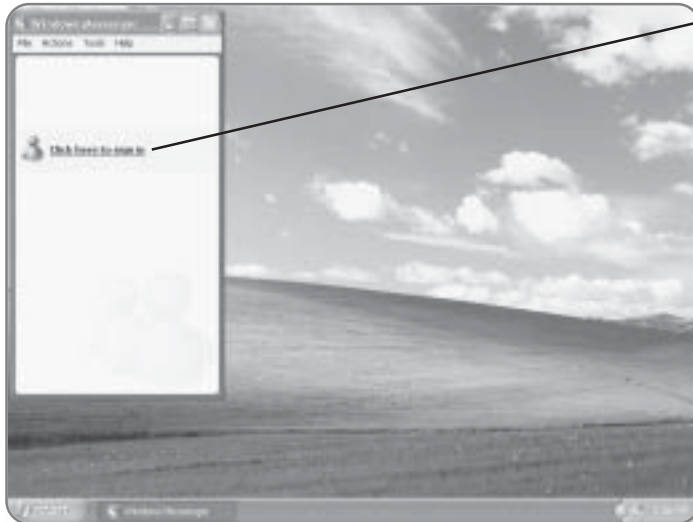 Windows Messenger
File Actions Tools Help
Click here to sign in
start Windows Messenger